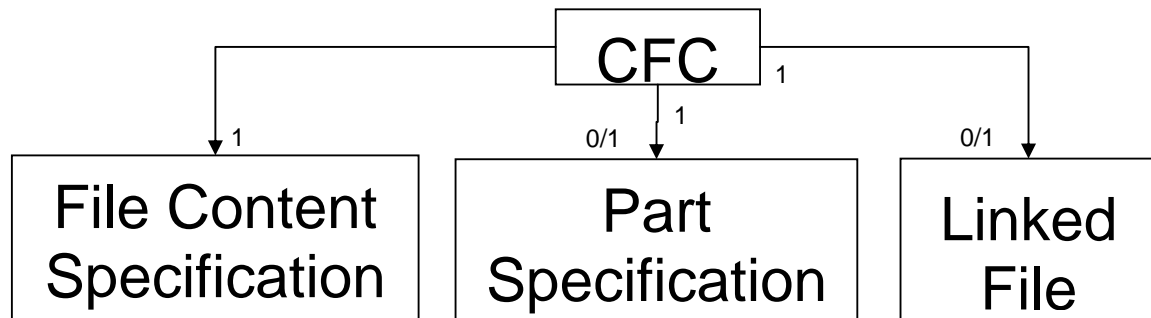 CFC
1
1
1
0/1
0/1
File Content
Specification
Part
Specification
Linked
File